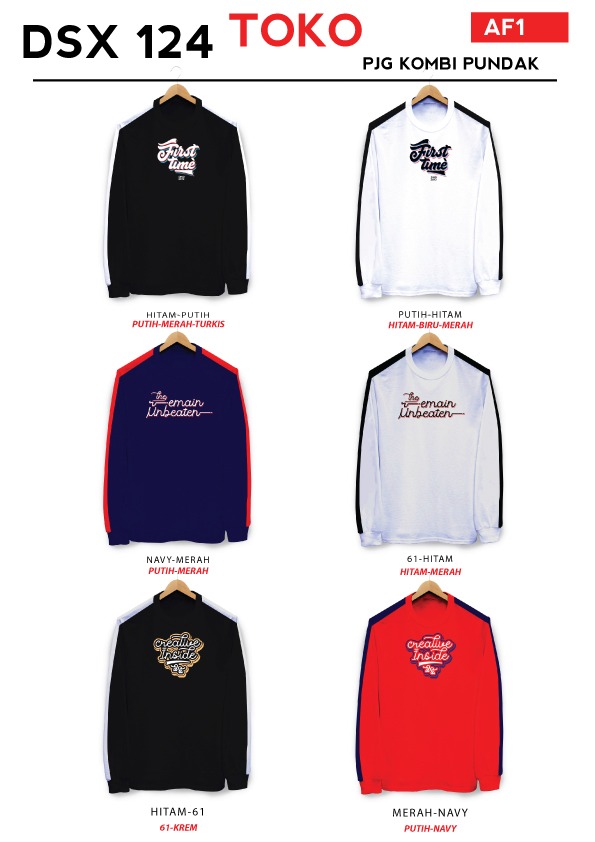 DSX 124
TOKO
AF1
PJG KOMBI PUNDAK
First
time
First
time
HITAM-PUTIH
PUTIH-MERAH-TURKIS
PUTIH-HITAM
HITAM-BIRU-MERAH
the
emain
Unbeaten
the
emain
Unbeaten
NAVY-MERAH
PUTIH-MERAH
61-HITAM
HITAM-MERAH
creative
Inside
creative
Inside
HITAM-61
61-KREM
MERAH-NAVY
PUTIH-NAVY